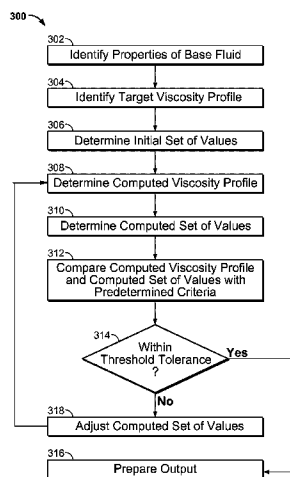 300
302
Identify Properties of Base Fluid
304
Identify Target Viscosity Profile
306
Determine Initial Set of Values
308
Determine Computed Viscosity Profile
310
Determine Computed Set of Values
312
Compare Computed Viscosity Profile
and Computed Set of Values with
Predetermined Criteria
314
Within
Threshold Tolerance
?
Yes
No
318
Adjust Computed Set of Values
316
Prepare Output